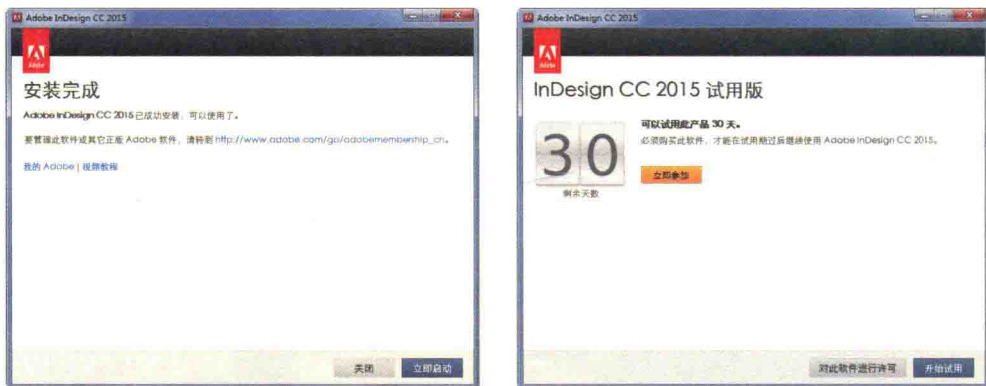 Adobe InDesign CC 2015
Adobe
安装完成
Adobe InDesign CC 2015 已成功安装，可以使用了。
要管理此软件或其它正版 Adobe 软件，请转到 http://www.adobe.com/go/adobemembership_cn。
我的 Adobe | 视频教程
关闭
立即启动
Adobe InDesign CC 2015
Adobe
InDesign CC 2015 试用版
30
剩余天数
可以试用此产品 30 天。
必须购买此软件，才能在试用期过后继续使用 Adobe InDesign CC 2015。
立即参加
对此软件进行许可
开始试用